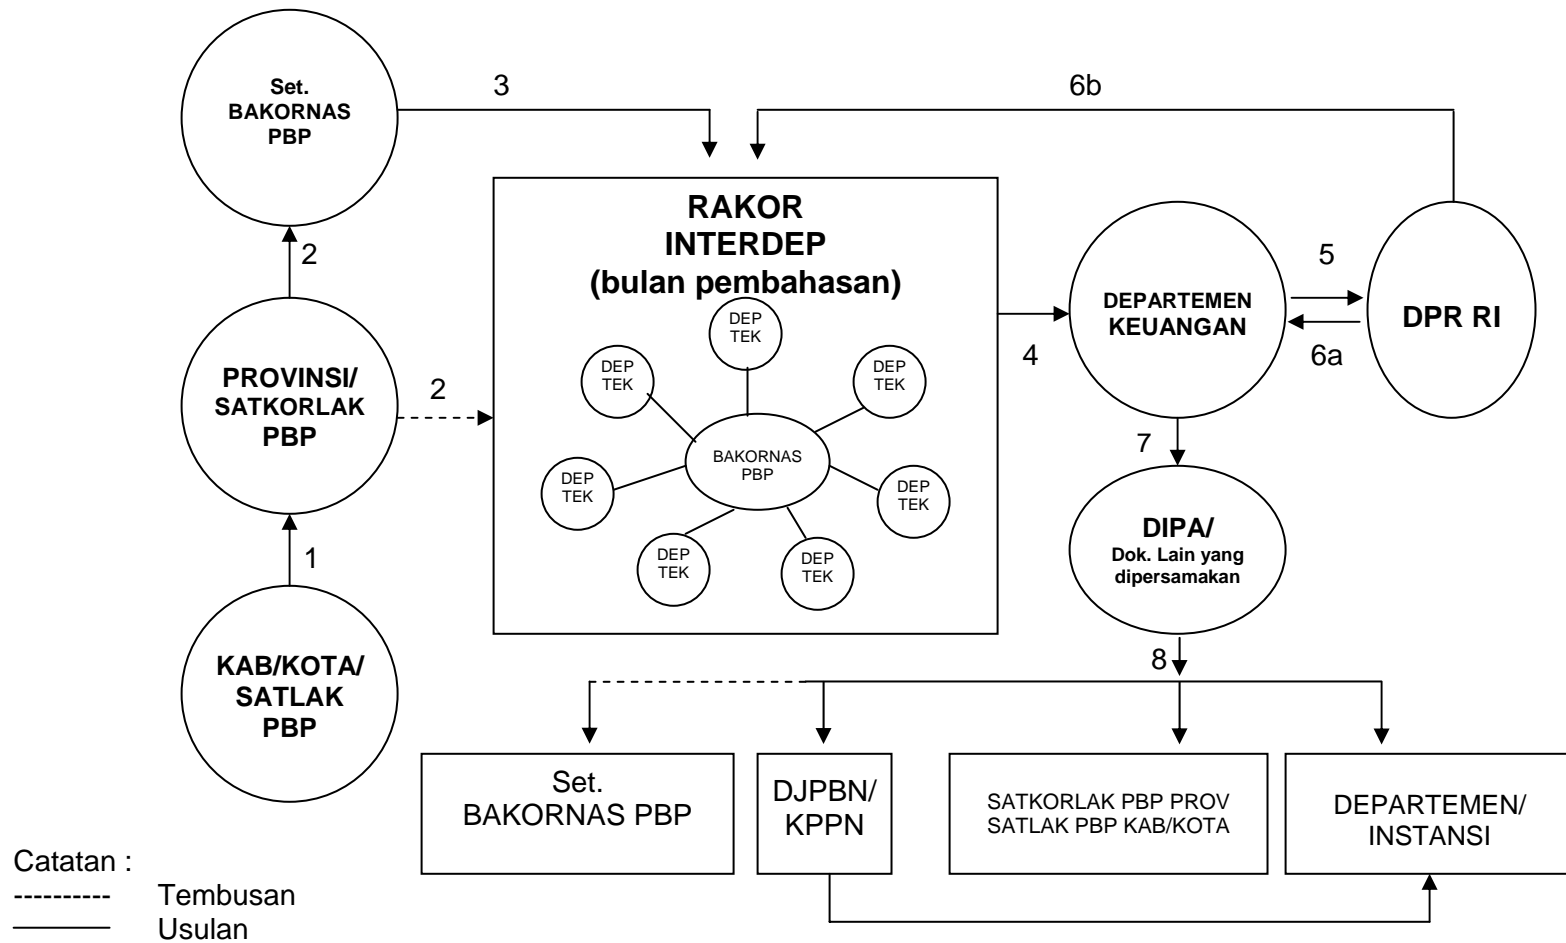 Set.
BAKORNAS
PBP
3
6b
2
RAKOR
INTERDEP
(bulan pembahasan)
DEP
TEK
DEP
TEK
DEP
TEK
DEP
TEK
DEP
TEK
DEP
TEK
DEP
TEK
BAKORNAS
PBP
PROVINSI/
SATKORLAK
PBP
2
4
DEPARTEMEN
KEUANGAN
5
6a
DPR RI
1
7
KAB/KOTA/
SATLAK
PBP
DIPA/
Dok. Lain yang
dipersamakan
8
Set.
BAKORNAS PBP
DJPBN/
KPPN
SATKORLAK PBP PROV
SATLAK PBP KAB/KOTA
DEPARTEMEN/
INSTANSI
Catatan :
---------- Tembusan
Usulan